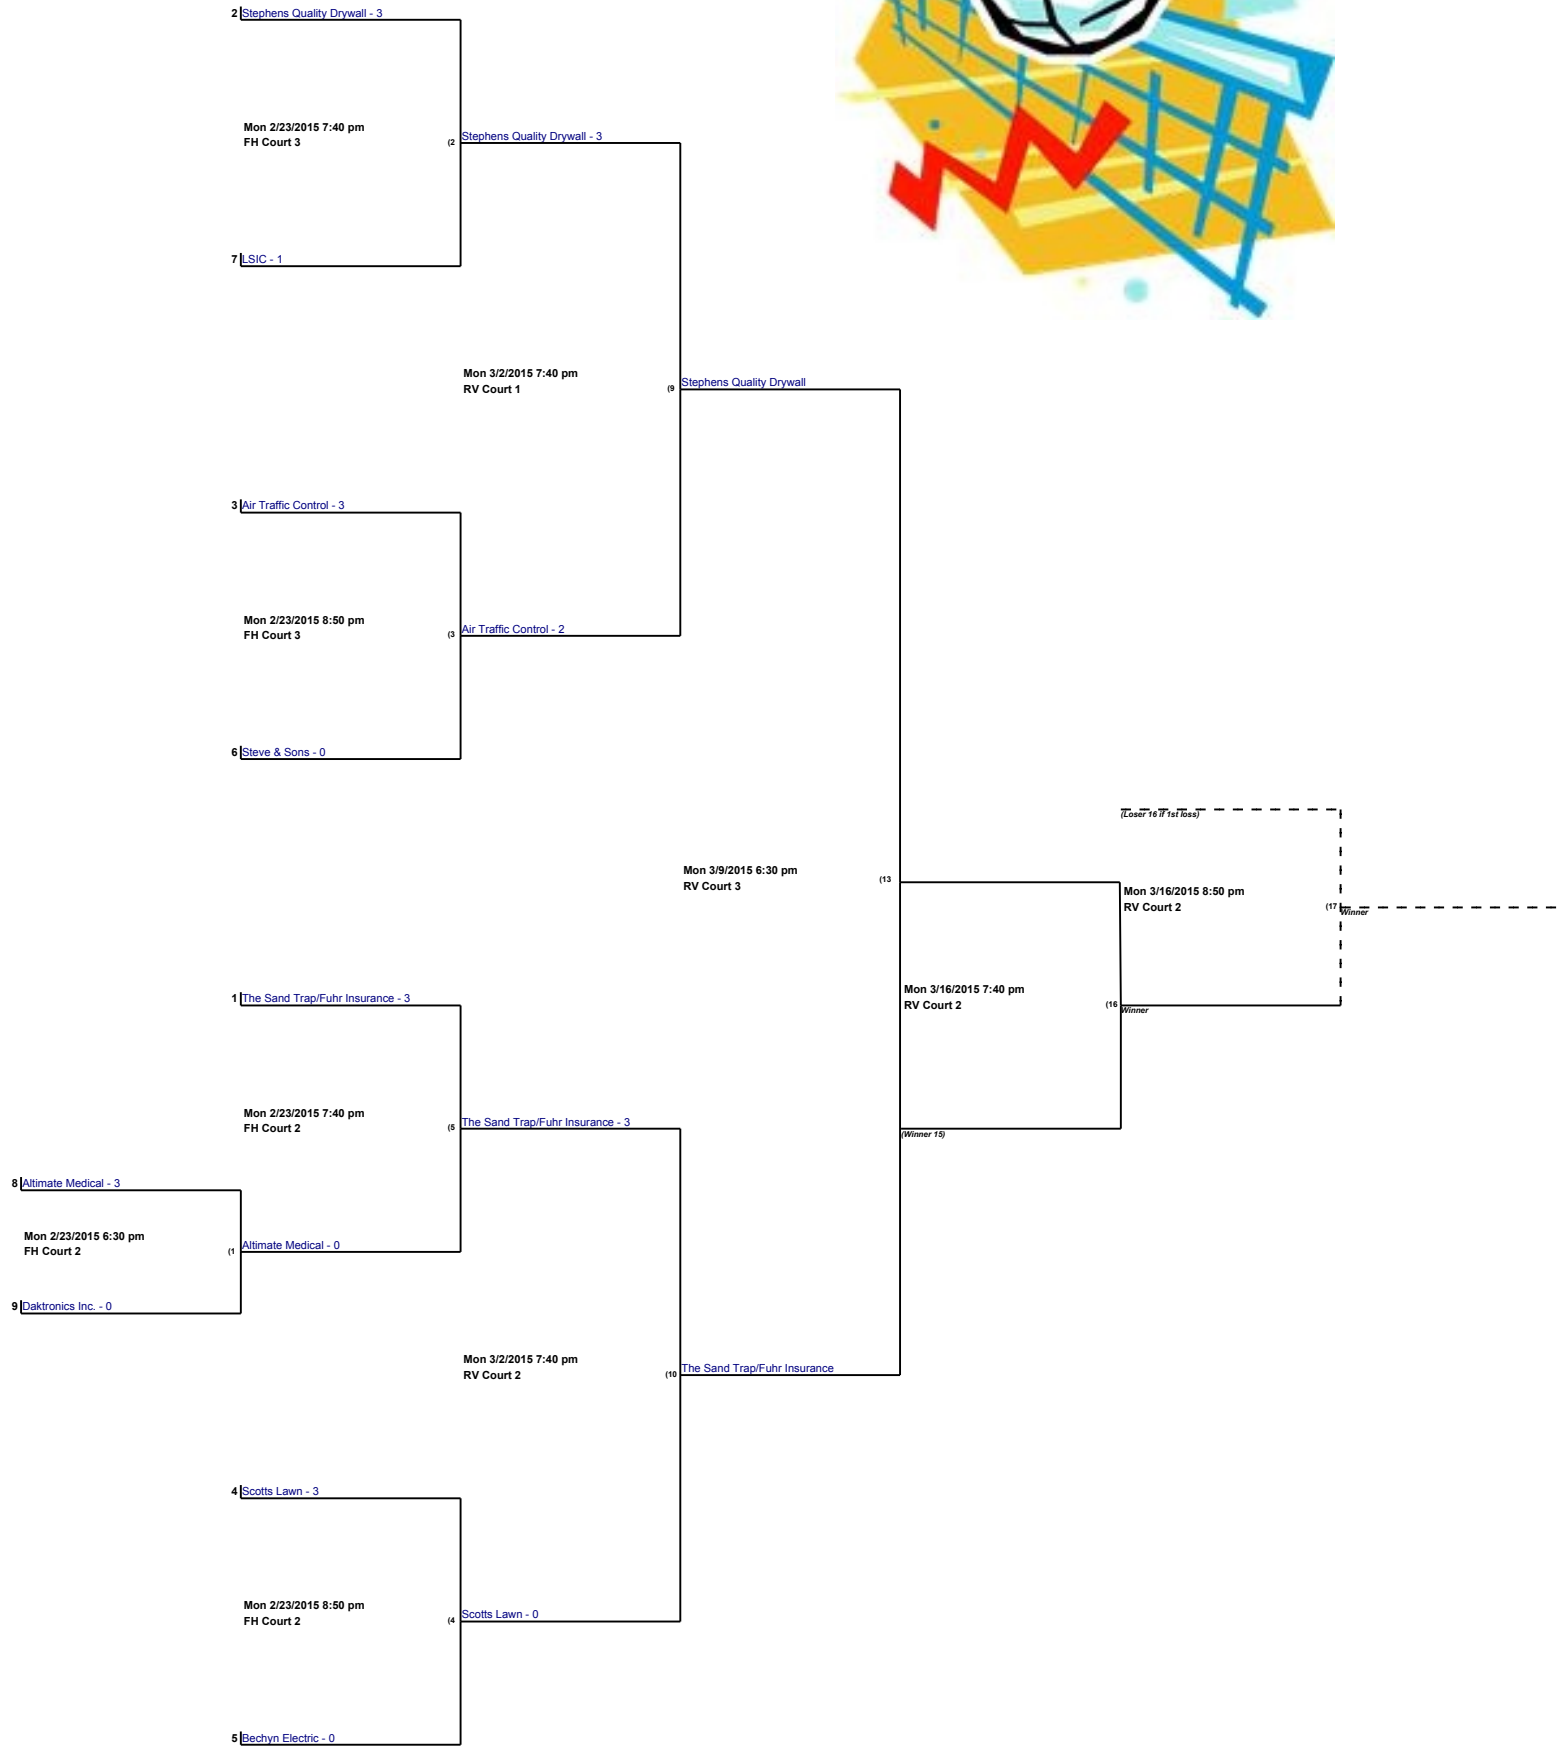 2 Stephens Quality Drywall - 3
Mon 2/23/2015 7:40 pm
FH Court 3
(2
Stephens Quality Drywall - 3
7 LSIC - 1
Mon 3/2/2015 7:40 pm
RV Court 1
(9
Stephens Quality Drywall
3 Air Traffic Control - 3
Mon 2/23/2015 8:50 pm
FH Court 3
(3
Air Traffic Control - 2
6 Steve & Sons - 0
(Loser 16 if 1st loss)
Mon 3/9/2015 6:30 pm
RV Court 3
(13
Mon 3/16/2015 8:50 pm
RV Court 2
(17
Winner
1 The Sand Trap/Fuhr Insurance - 3
Mon 3/16/2015 7:40 pm
RV Court 2
(16
Winner
Mon 2/23/2015 7:40 pm
FH Court 2
(5
The Sand Trap/Fuhr Insurance - 3
(Winner 15)
8 Altimate Medical - 3
Mon 2/23/2015 6:30 pm
FH Court 2
(1
Altimate Medical - 0
9 Daktronics Inc. - 0
Mon 3/2/2015 7:40 pm
RV Court 2
(10
The Sand Trap/Fuhr Insurance
4 Scotts Lawn - 3
Mon 2/23/2015 8:50 pm
FH Court 2
(4
Scotts Lawn - 0
5 Bechyn Electric - 0